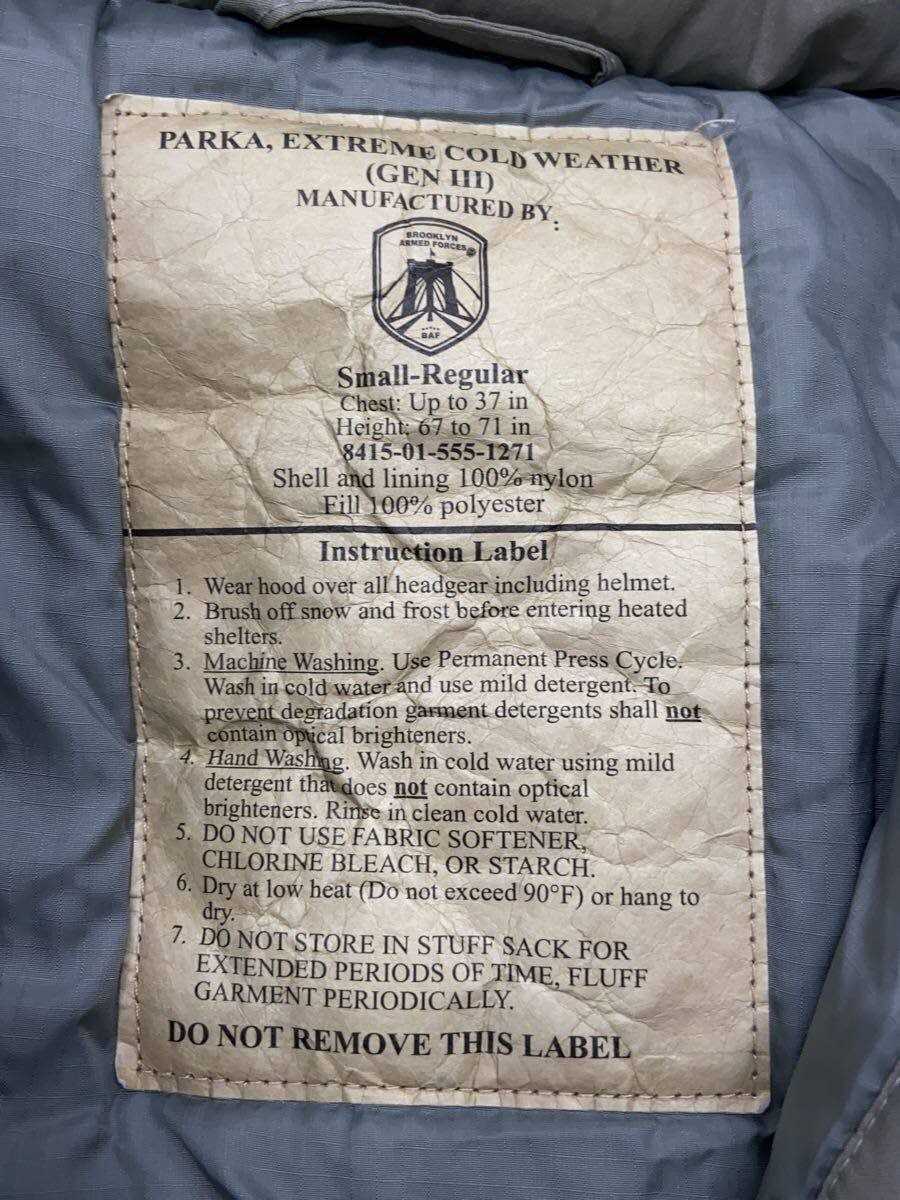 PARKA, EXTREME COLD WEATHER
(GEN III)
MANUFACTURED BY:
BROOKLYN
ARMED FORCES
BAF
Small-Regular
Chest: Up to 37 in
Height: 67 to 71 in
8415-01-555-1271
Shell and lining 100% nylon
Fill 100% polyester
Instruction Label
1. Wear hood over all headgear including helmet.
2. Brush off snow and frost before entering heated
shelters.
3. Machine Washing. Use Permanent Press Cycle.
Wash in cold water and use mild detergent. To
prevent degradation garment detergents shall not
contain optical brighteners.
4. Hand Washing. Wash in cold water using mild
detergent that does not contain optical
brighteners. Rinse in clean cold water.
5. DO NOT USE FABRIC SOFTENER,
CHLORINE BLEACH, OR STARCH.
6. Dry at low heat (Do not exceed 90°F) or hang to
dry.
7. DO NOT STORE IN STUFF SACK FOR
EXTENDED PERIODS OF TIME, FLUFF
GARMENT PERIODICALLY.
DO NOT REMOVE THIS LABEL